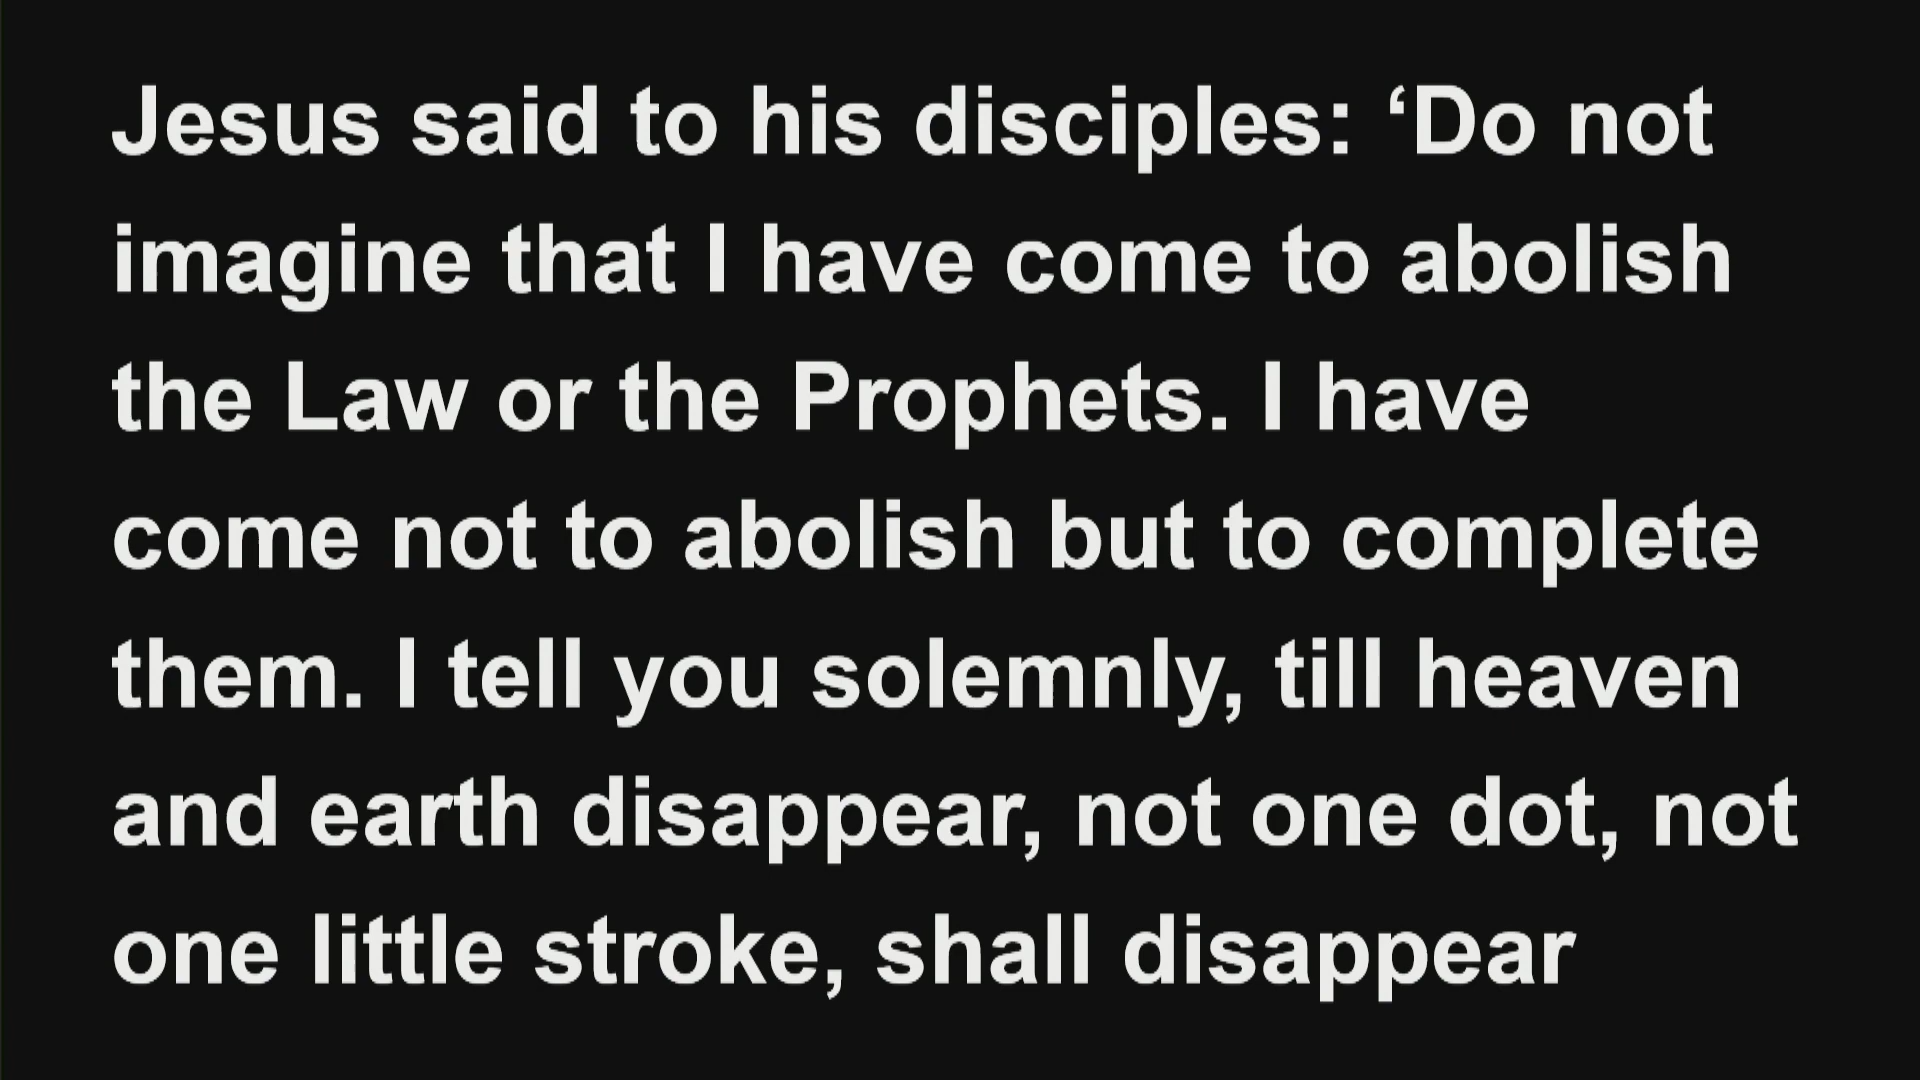 Jesus said to his disciples: ‘Do not
imagine that I have come to abolish
the Law or the Prophets. I have
come not to abolish but to complete
them. I tell you solemnly, till heaven
and earth disappear, not one dot, not
one little stroke, shall disappear